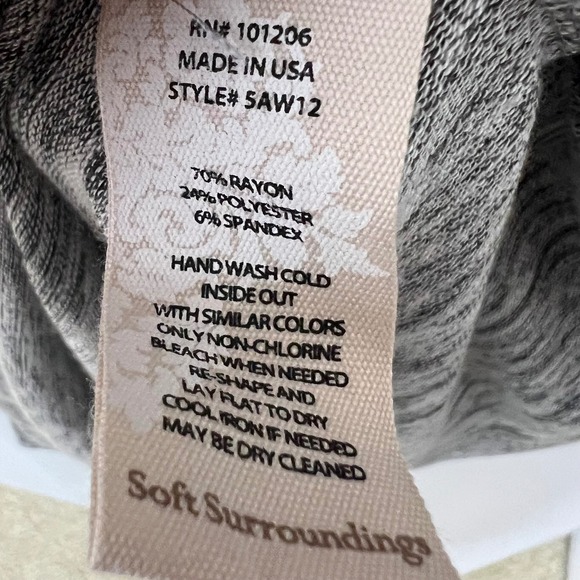 RN# 101206
MADE IN USA
STYLE# 5AW12
70% RAYON
24% POLYESTER
6% SPANDEX
HAND WASH COLD
INSIDE OUT
WITH SIMILAR COLORS
ONLY NON-CHLORINE
BLEACH WHEN NEEDED
RE-SHAPE AND
LAY FLAT TO DRY
COOL IRON IF NEEDED
MAY BE DRY CLEANED
Soft Surroundings